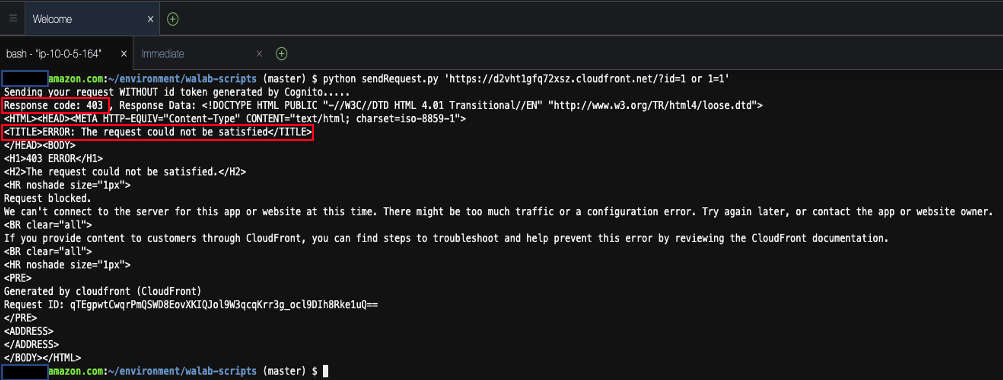 Welcome
bash - "ip-10-0-5-164" Immediate
amazon.com:~/environment/walab-scripts (master) $ python sendRequest.py 'https://d2vht1gfq72xsz.cloudfront.net/?id=1 or 1=1'
Sending your request WITHOUT id token generated by Cognito.....
Response code: 403 , Response Data: <!DOCTYPE HTML PUBLIC "-//W3C//DTD HTML 4.01 Transitional//EN" "http://www.w3.org/TR/html4/loose.dtd">
<HTML><HEAD><META HTTP-EQUIV="Content-Type" CONTENT="text/html; charset=iso-8859-1">
<TITLE>ERROR: The request could not be satisfied</TITLE>
</HEAD><BODY>
<H1>403 ERROR</H1>
<H2>The request could not be satisfied.</H2>
<HR noshade size="1px">
Request blocked.
We can't connect to the server for this app or website at this time. There might be too much traffic or a configuration error. Try again later, or contact the app or website owner.
<BR clear="all">
If you provide content to customers through CloudFront, you can find steps to troubleshoot and help prevent this error by reviewing the CloudFront documentation.
<BR clear="all">
<HR noshade size="1px">
<PRE>
Generated by cloudfront (CloudFront)
Request ID: qTEgpwtCwqrPmQSWD8EovXKIQJol9W3qcqKrr3g_ocl9DIh8Rke1uQ==
</PRE>
<ADDRESS>
</ADDRESS>
</BODY></HTML>
amazon.com:~/environment/walab-scripts (master) $